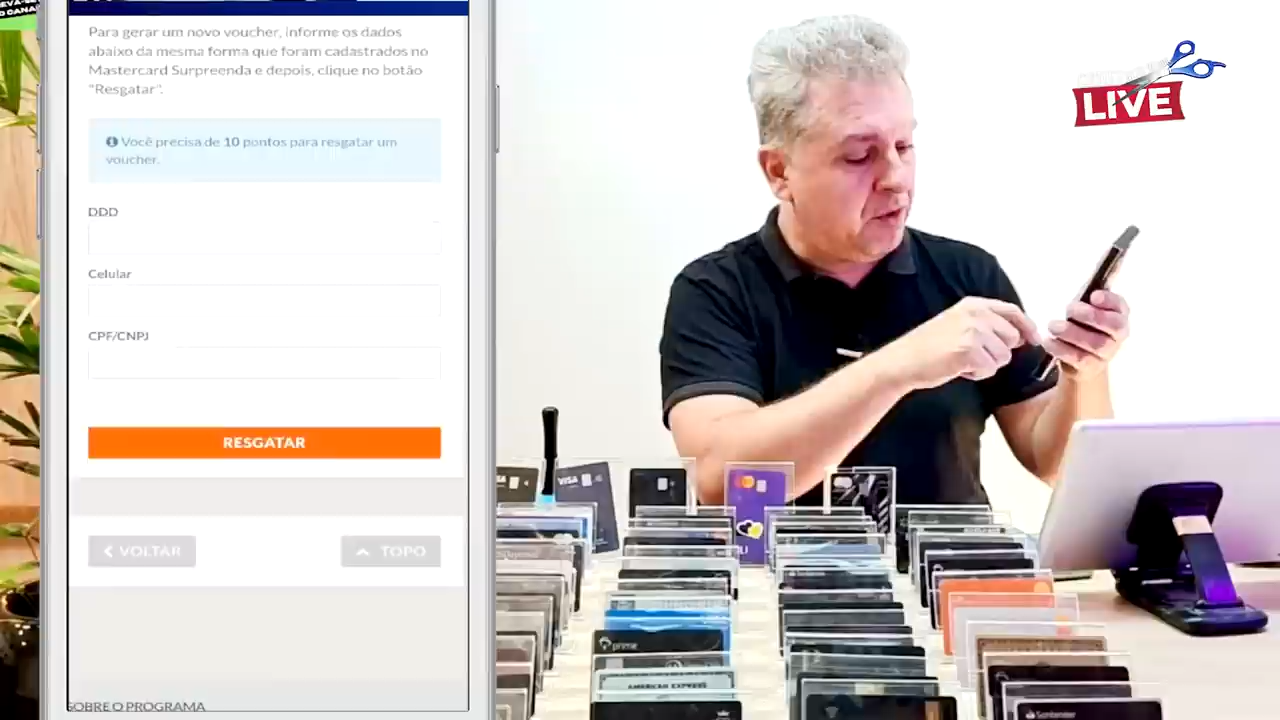 Para gerar um novo voucher, informe os dados
abaixo da mesma forma que foram cadastrados no
Mastercard Surpreenda e depois, clique no botão
"Resgatar".
Você precisa de 10 pontos para resgatar um
voucher.
DDD
Celular
CPF/CNPJ
RESGATAR
VOLTAR
TOPO
SOBRE O PROGRAMA
LIVE
VISA
prime
AMERICAN EXPRESS
Santander